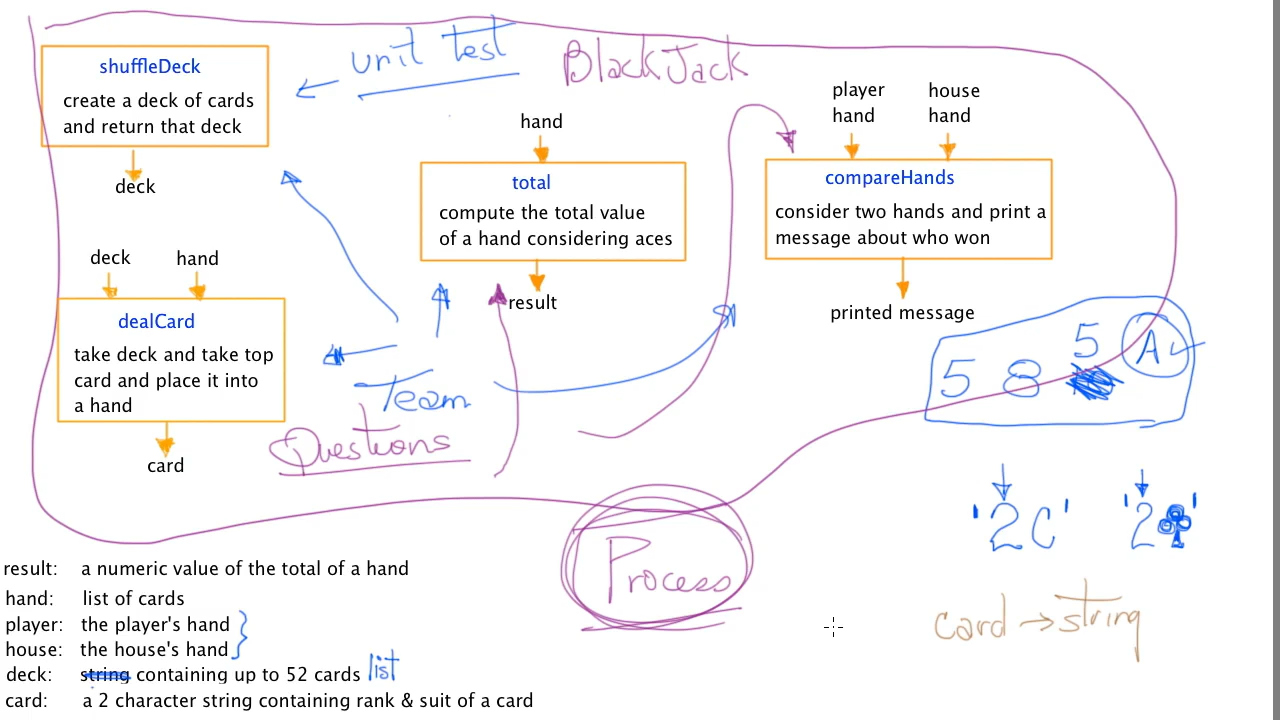 unit test
BlackJack
shuffleDeck
create a deck of cards
and return that deck
deck
hand
total
compute the total value
of a hand considering aces
result
player
hand
house
hand
compareHands
consider two hands and print a
message about who won
printed message
deck
hand
dealCard
take deck and take top
card and place it into
a hand
card
Team
Questions
5 8 5 A
Process
'2C'
'2♣'
card → string
result: a numeric value of the total of a hand
hand: list of cards
player: the player's hand
house: the house's hand
deck: string containing up to 52 cards list
card: a 2 character string containing rank & suit of a card